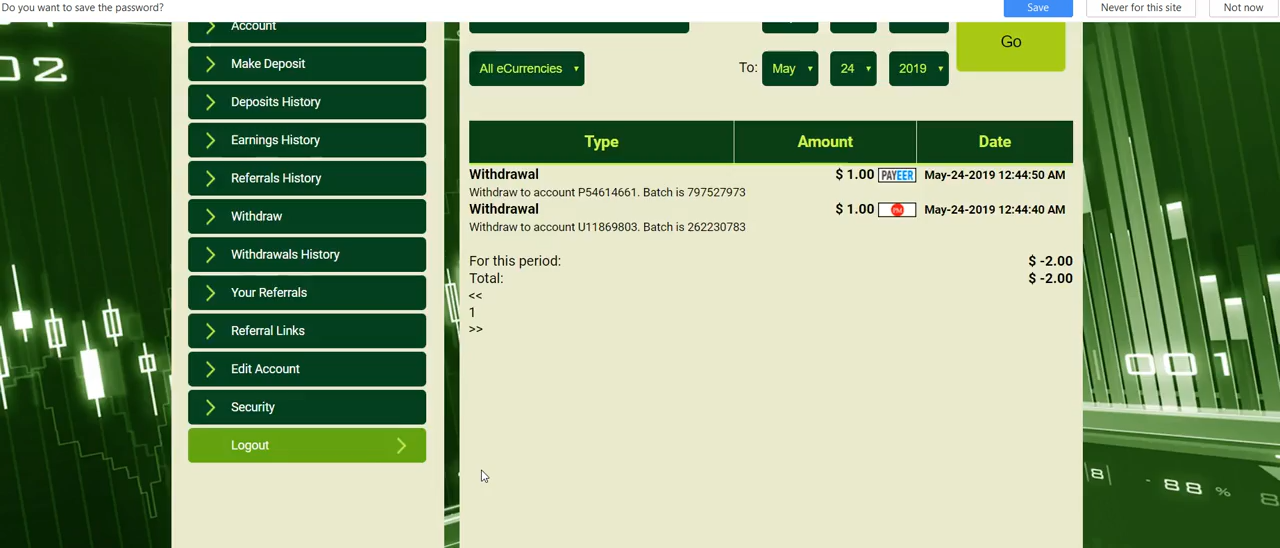 Do you want to save the password?
Save
Never for this site
Not now
02
Account
Make Deposit
Deposits History
Earnings History
Referrals History
Withdraw
Withdrawals History
Your Referrals
Referral Links
Edit Account
Security
Logout
Go
All eCurrencies
To: May 24 2019
Type Amount Date
Withdrawal $ 1.00 PAYEER May-24-2019 12:44:50 AM
Withdraw to account P54614661. Batch is 797527973
Withdrawal $ 1.00 PM May-24-2019 12:44:40 AM
Withdraw to account U11869803. Batch is 262230783
For this period: $ -2.00
Total: $ -2.00
<<
1
>>
001
-88 %